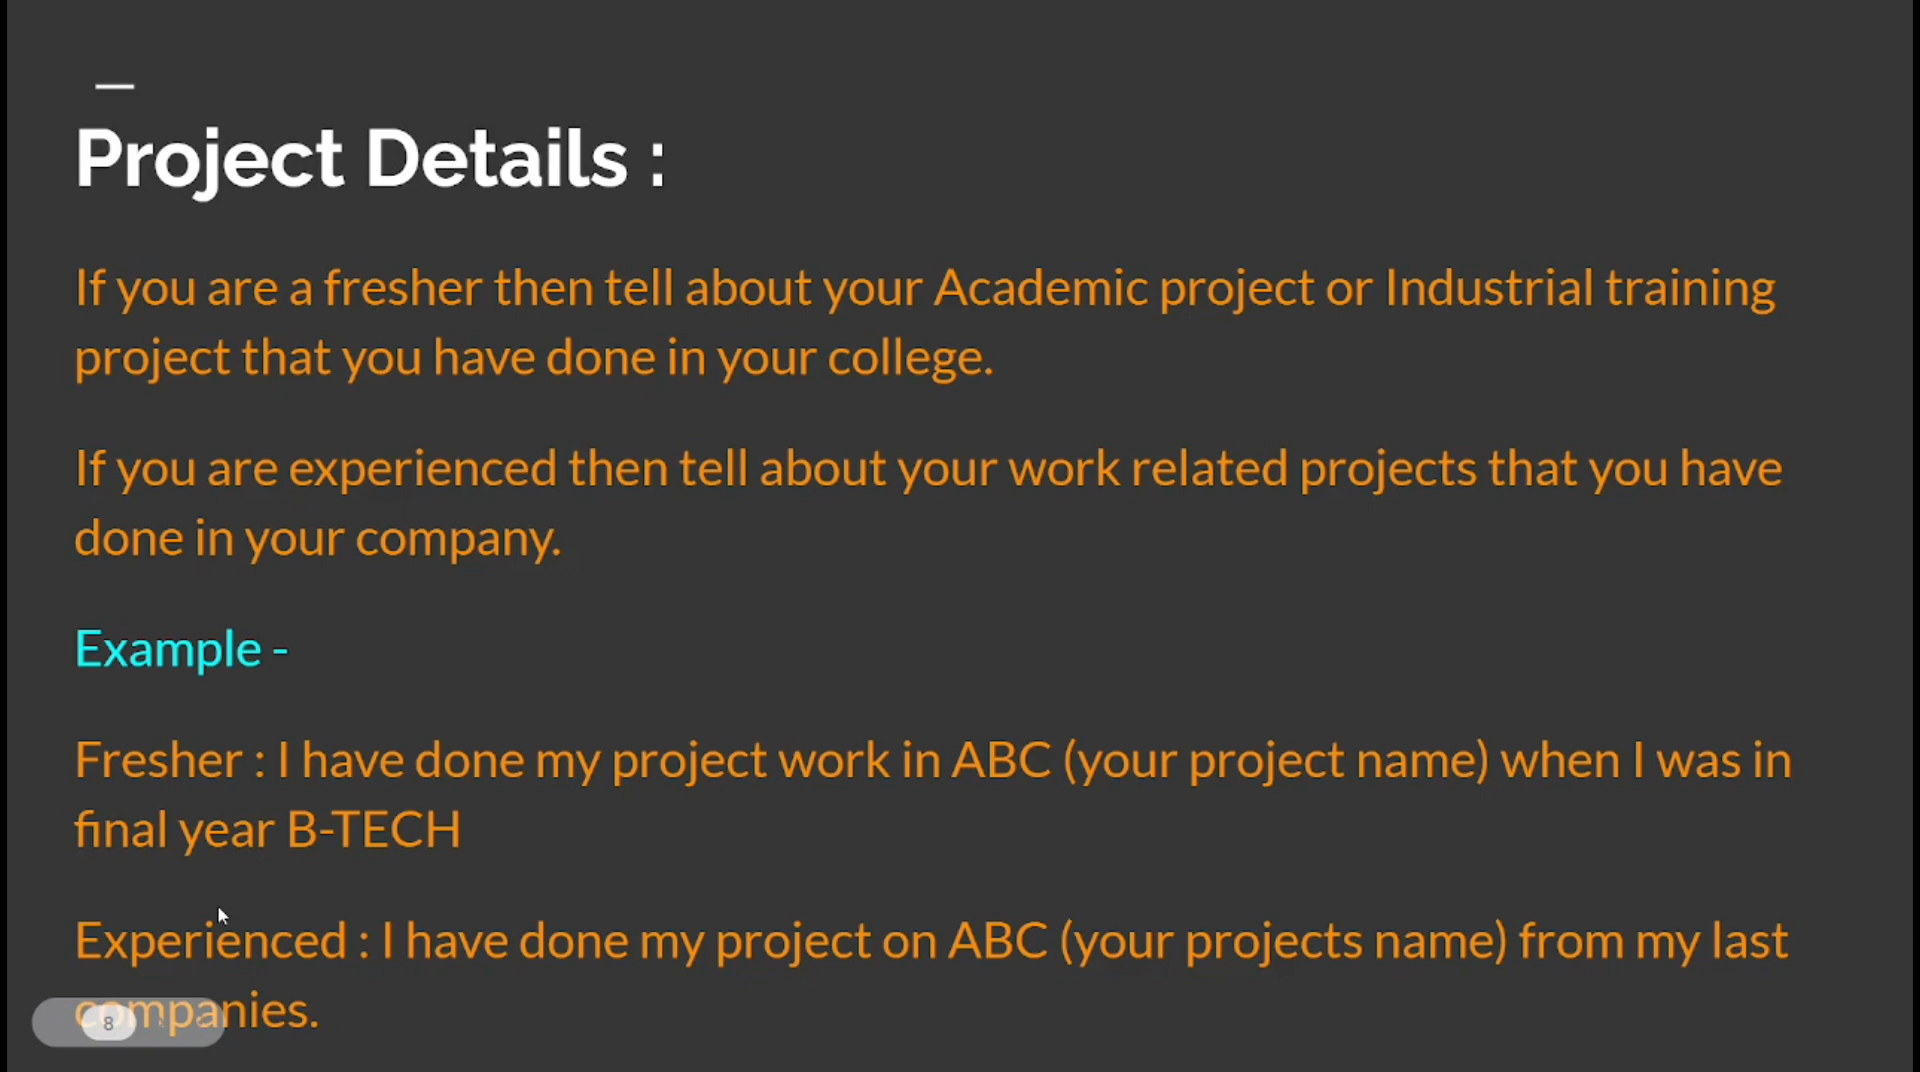 Project Details :
If you are a fresher then tell about your Academic project or Industrial training
project that you have done in your college.
If you are experienced then tell about your work related projects that you have
done in your company.
Example -
Fresher : I have done my project work in ABC (your project name) when I was in
final year B-TECH
Experienced : I have done my project on ABC (your projects name) from my last
companies.
8